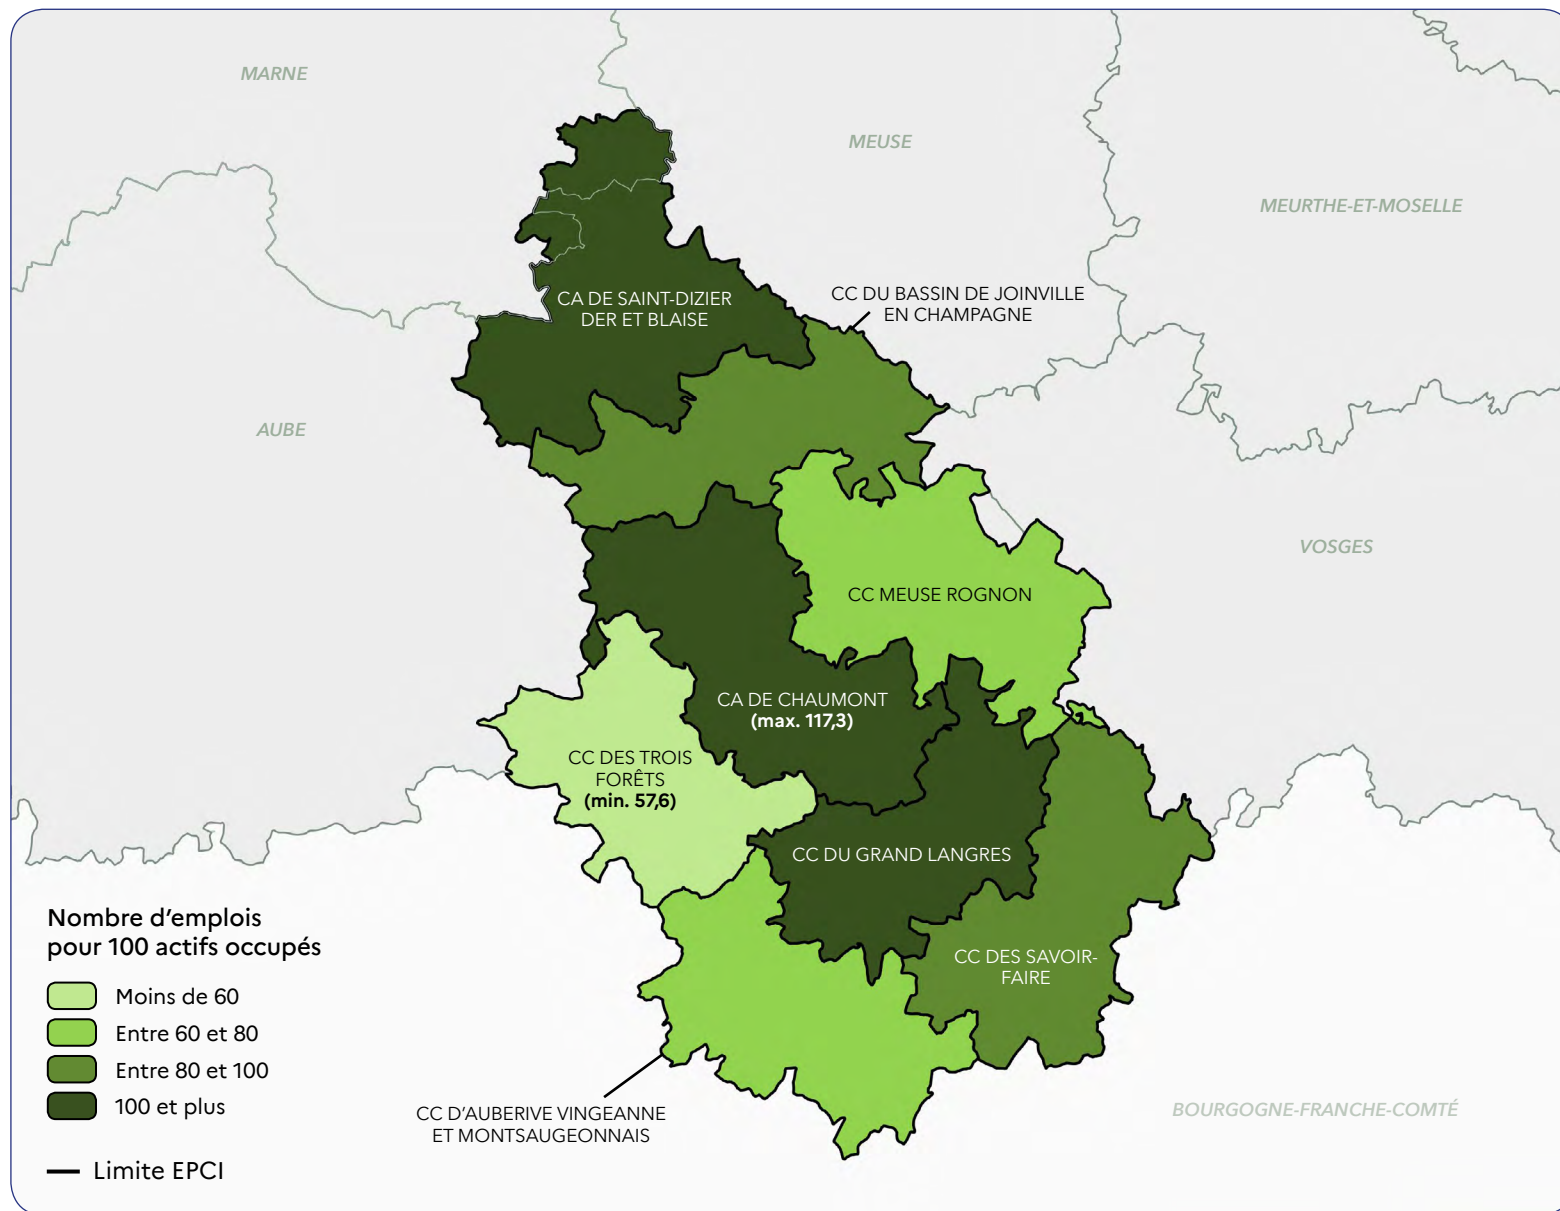 MARNE
MEUSE
MEURTHE-ET-MOSELLE
CA DE SAINT-DIZIER
DER ET BLAISE
CC DU BASSIN DE JOINVILLE
EN CHAMPAGNE
AUBE
VOSGES
CC MEUSE ROGNON
CA DE CHAUMONT
(max. 117,3)
CC DES TROIS
FORÊTS
(min. 57,6)
CC DU GRAND LANGRES
CC DES SAVOIR-
FAIRE
CC D'AUBERIVE VINGEANNE
ET MONTSAUGEONNAIS
BOURGOGNE-FRANCHE-COMTÉ
Nombre d'emplois
pour 100 actifs occupés
Moins de 60
Entre 60 et 80
Entre 80 et 100
100 et plus
Limite EPCI